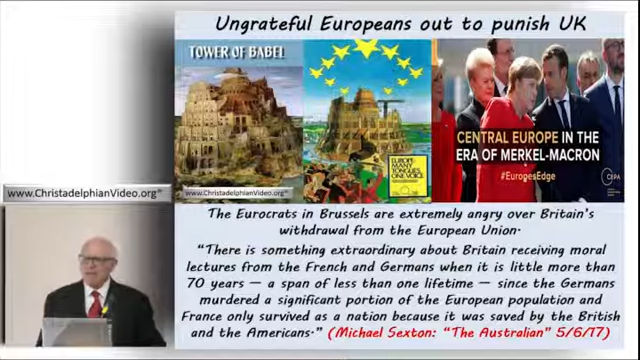 Ungrateful Europeans out to punish UK
TOWER OF BABEL
EUROPE:
MANY
TONGUES
ONE VOICE
CENTRAL EUROPE IN THE
ERA OF MERKEL-MACRON
#EuropesEdge
CEPA
www.ChristadelphianVideo.org
www.ChristadelphianVideo.org
The Eurocrats in Brussels are extremely angry over Britain's
withdrawal from the European Union.
“There is something extraordinary about Britain receiving moral
lectures from the French and Germans when it is little more than
70 years — a span of less than one lifetime — since the Germans
murdered a significant portion of the European population and
France only survived as a nation because it was saved by the British
and the Americans.” (Michael Sexton: “The Australian” 5/6/17)